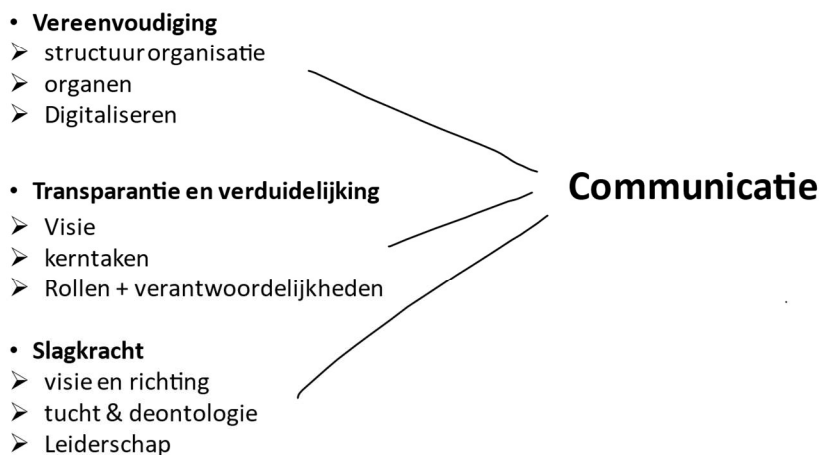 • Vereenvoudiging
➢ structuur organisatie
➢ organen
➢ Digitaliseren
• Transparantie en verduidelijking
➢ Visie
➢ kerntaken
➢ Rollen + verantwoordelijkheden
• Slagkracht
➢ visie en richting
➢ tucht & deontologie
➢ Leiderschap
Communicatie